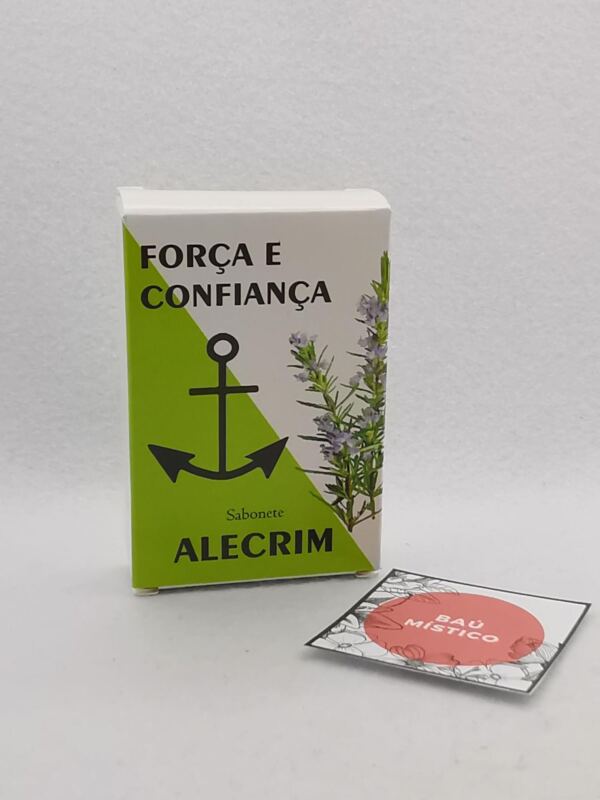 FORÇA E
CONFIANÇA
Sabonete
ALECRIM
BAÚ
MÍSTICO